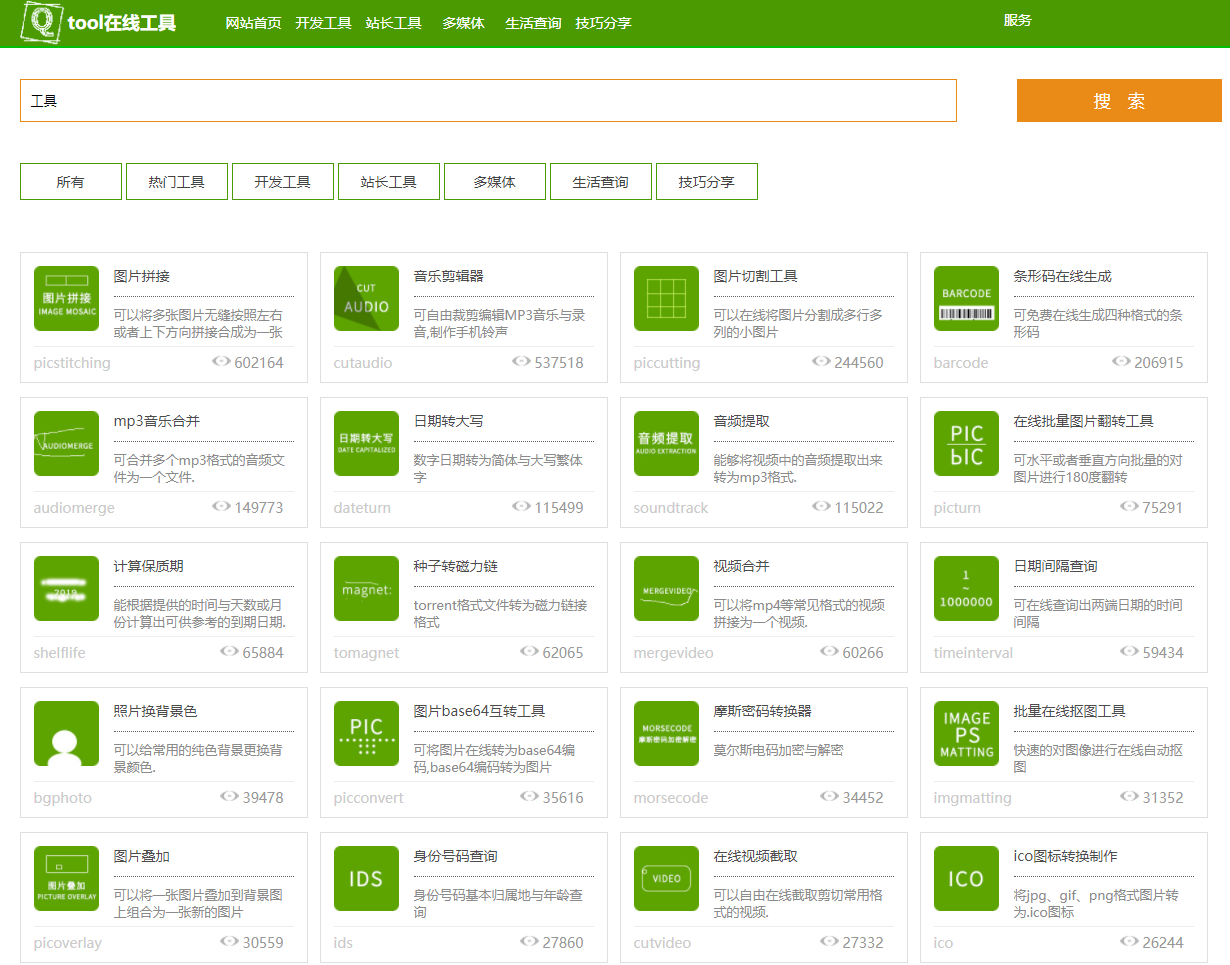 Q tool在线工具 网站首页 开发工具 站长工具 多媒体 生活查询 技巧分享 服务
工具 搜 索
所有 热门工具 开发工具 站长工具 多媒体 生活查询 技巧分享
图片拼接
IMAGE MOSAIC
图片拼接
可以将多张图片无缝按照左右
或者上下方向拼接合成为一张
picstitching 602164
CUT
AUDIO
音乐剪辑器
可自由裁剪编辑MP3音乐与录
音,制作手机铃声
cutaudio 537518
图片切割工具
可以在线将图片分割成多行多
列的小图片
piccutting 244560
BARCODE
条形码在线生成
可免费在线生成四种格式的条
形码
barcode 206915
AUDIOMERGE
mp3音乐合并
可合并多个mp3格式的音频文
件为一个文件.
audiomerge 149773
日期转大写
DATE CAPITALIZED
日期转大写
数字日期转为简体与大写繁体
字
dateturn 115499
音频提取
AUDIO EXTRACTION
音频提取
能够将视频中的音频提取出来
转为mp3格式.
soundtrack 115022
PIC
PIC
在线批量图片翻转工具
可水平或者垂直方向批量的对
图片进行180度翻转
picturn 75291
2019
计算保质期
能根据提供的时间与天数或月
份计算出可供参考的到期日期.
shelflife 65884
magnet:
种子转磁力链
torrent格式文件转为磁力链接
格式
tomagnet 62065
MERGEVIDEO
视频合并
可以将mp4等常见格式的视频
拼接为一个视频.
mergevideo 60266
1
~
1000000
日期间隔查询
可在线查询出两端日期的时间
间隔
timeinterval 59434
照片换背景色
可以给常用的纯色背景更换背
景颜色.
bgphoto 39478
PIC
图片base64互转工具
可将图片在线转为base64编
码,base64编码转为图片
picconvert 35616
MORSECODE
摩斯密码加密解密
摩斯密码转换器
莫尔斯电码加密与解密
morsecode 34452
IMAGE
PS
MATTING
批量在线抠图工具
快速的对图像进行在线自动抠
图
imgmatting 31352
图片叠加
PICTURE OVERLAY
图片叠加
可以将一张图片叠加到背景图
上组合为一张新的图片
picoverlay 30559
IDS
身份号码查询
身份号码基本归属地与年龄查
询
ids 27860
VIDEO
在线视频截取
可以自由在线截取剪切常用格
式的视频.
cutvideo 27332
ICO
ico图标转换制作
将jpg、gif、png格式图片转
为.ico图标
ico 26244